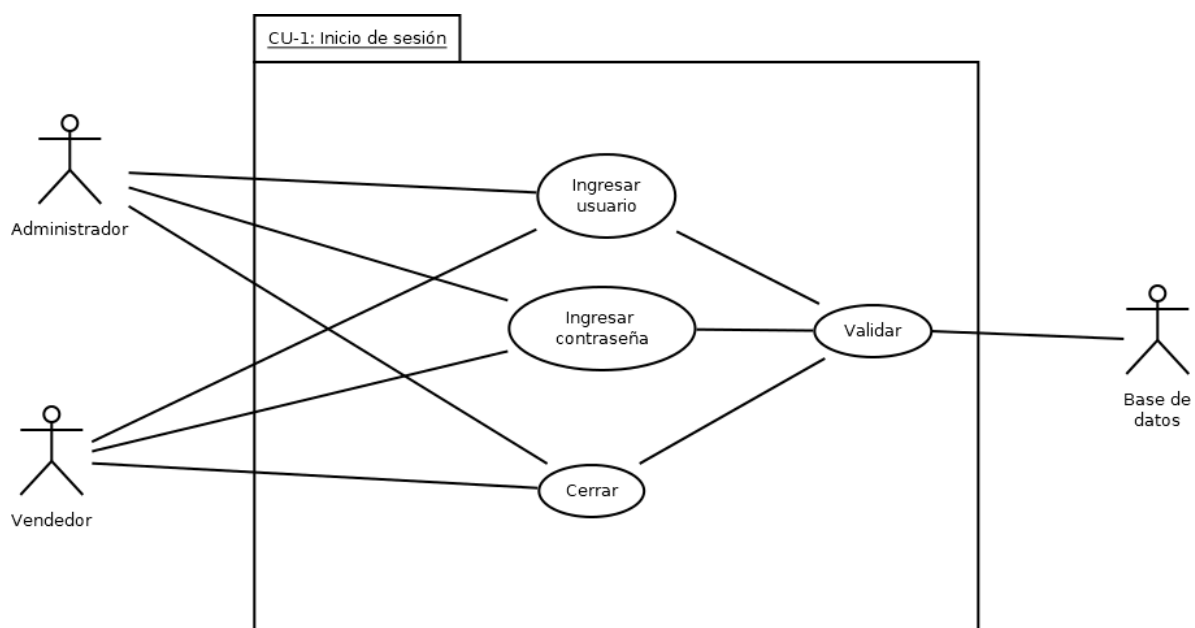 CU-1: Inicio de sesión
Ingresar
usuario
Administrador
Ingresar
contraseña
Validar
Base de
datos
Cerrar
Vendedor